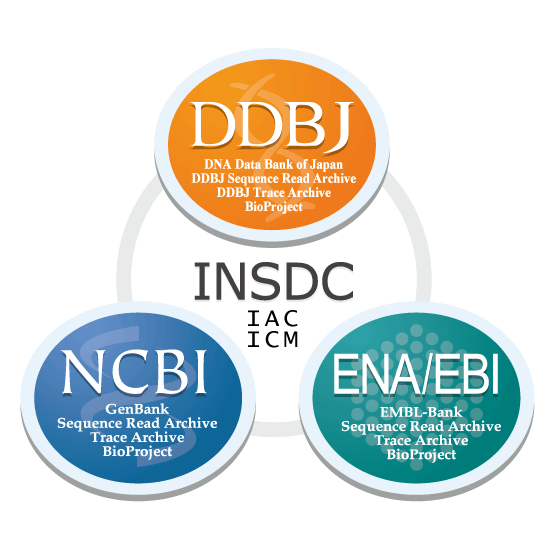 DDBJ
DNA Data Bank of Japan
DDBJ Sequence Read Archive
DDBJ Trace Archive
BioProject
INSDC
IAC
ICM
NCBI
GenBank
Sequence Read Archive
Trace Archive
BioProject
ENA/EBI
EMBL-Bank
Sequence Read Archive
Trace Archive
BioProject